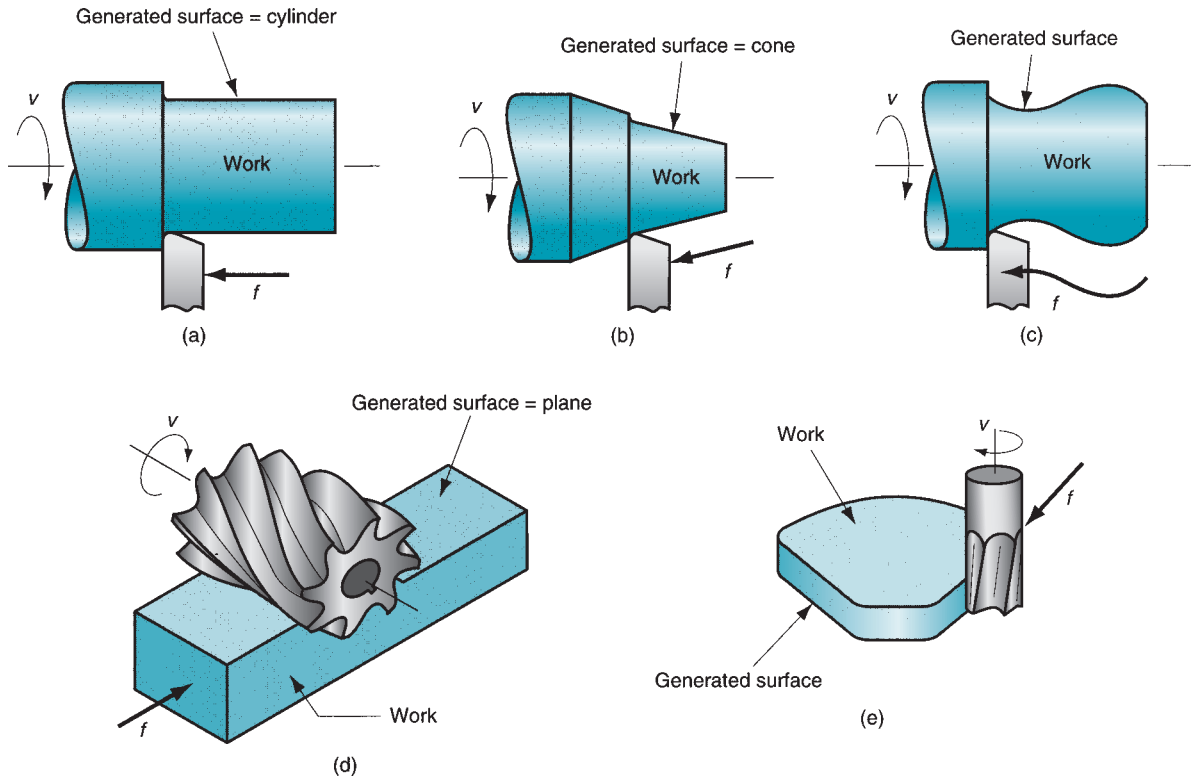 Generated surface = cylinder
v
Work
f
(a)
Generated surface = cone
v
Work
f
(b)
Generated surface
v
Work
f
(c)
Generated surface = plane
v
f
Work
(d)
Work
v
f
Generated surface
(e)